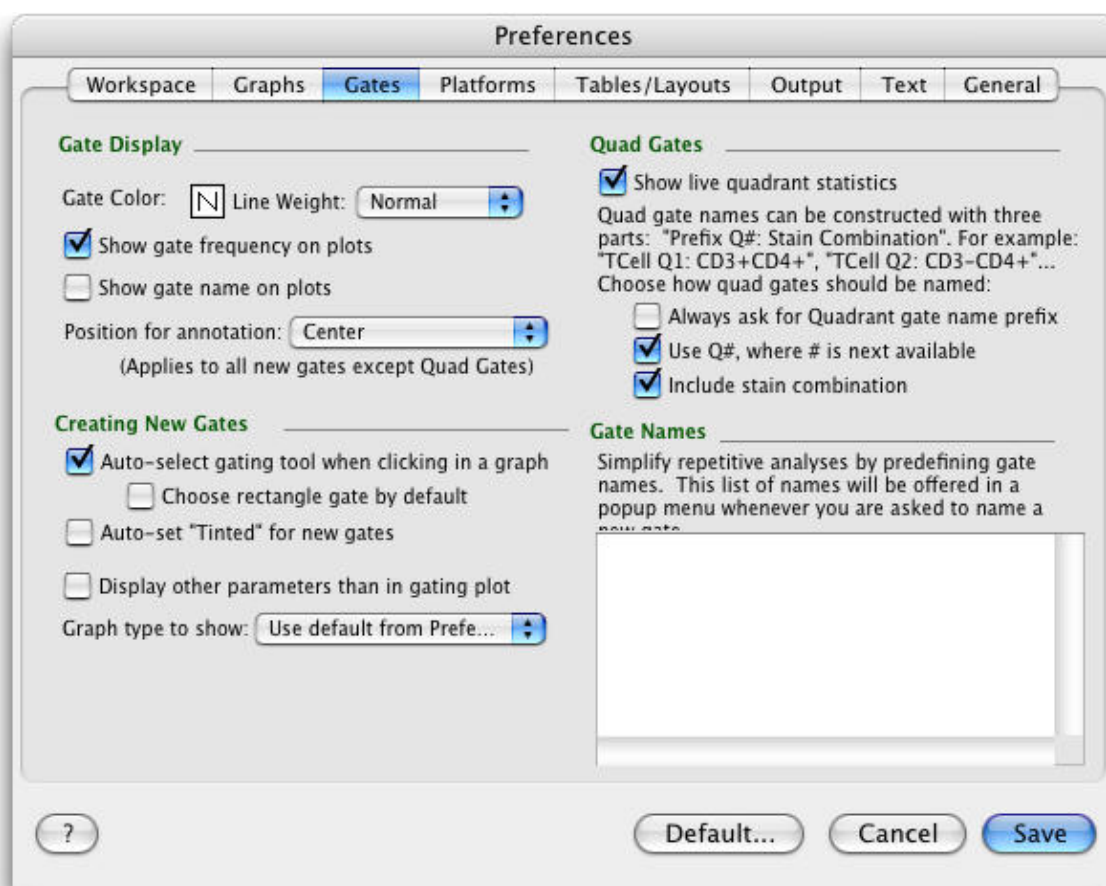 Preferences
Workspace Graphs Gates Platforms Tables/Layouts Output Text General
Gate Display
Gate Color: N Line Weight: Normal
Show gate frequency on plots
Show gate name on plots
Position for annotation: Center
(Applies to all new gates except Quad Gates)
Creating New Gates
Auto-select gating tool when clicking in a graph
Choose rectangle gate by default
Auto-set "Tinted" for new gates
Display other parameters than in gating plot
Graph type to show: Use default from Prefe...
Quad Gates
Show live quadrant statistics
Quad gate names can be constructed with three
parts: "Prefix Q#: Stain Combination". For example:
"TCell Q1: CD3+CD4+", "TCell Q2: CD3-CD4+"...
Choose how quad gates should be named:
Always ask for Quadrant gate name prefix
Use Q#, where # is next available
Include stain combination
Gate Names
Simplify repetitive analyses by predefining gate
names. This list of names will be offered in a
popup menu whenever you are asked to name a
new gate
? Default... Cancel Save